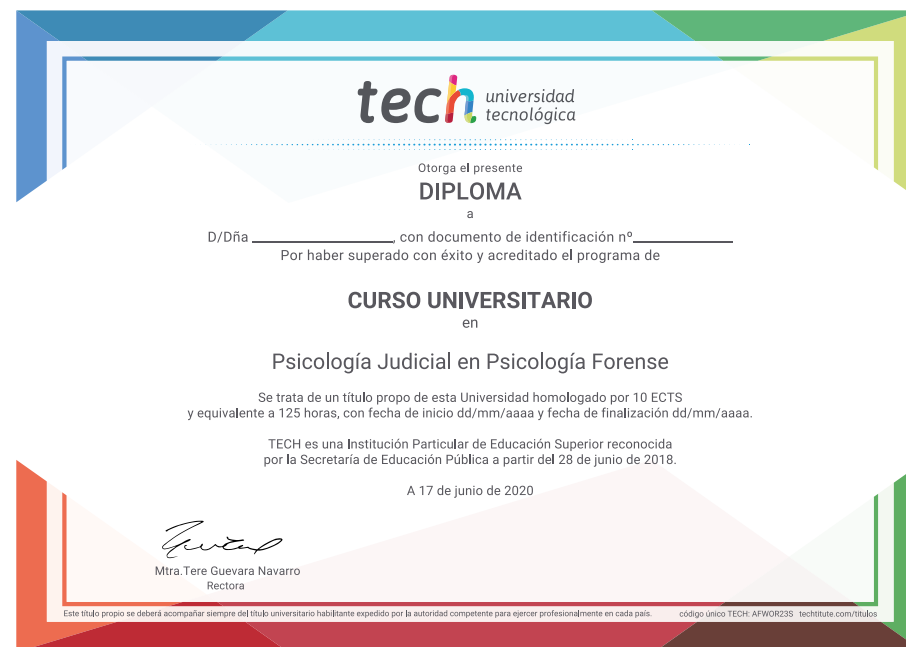 tech universidad
tecnológica
Otorga el presente
DIPLOMA
a
D/Dña ____________________, con documento de identificación nº______________
Por haber superado con éxito y acreditado el programa de
CURSO UNIVERSITARIO
en
Psicología Judicial en Psicología Forense
Se trata de un título propo de esta Universidad homologado por 10 ECTS
y equivalente a 125 horas, con fecha de inicio dd/mm/aaaa y fecha de finalización dd/mm/aaaa.
TECH es una Institución Particular de Educación Superior reconocida
por la Secretaría de Educación Pública a partir del 28 de junio de 2018.
A 17 de junio de 2020
Mtra.Tere Guevara Navarro
Rectora
Este título propio se deberá acompañar siempre del título universitario habilitante expedido por la autoridad competente para ejercer profesionalmente en cada país. código único TECH: AFWOR23S techtitute.com/titulos